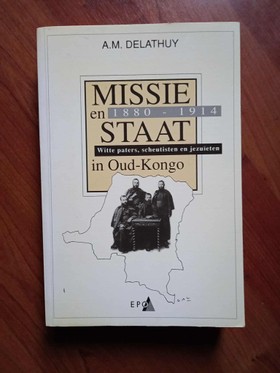 A.M. DELATHUY
MISSIE
en 1880 - 1914
STAAT
Witte paters, scheutisten en jezuïeten
in Oud-Kongo
EPO